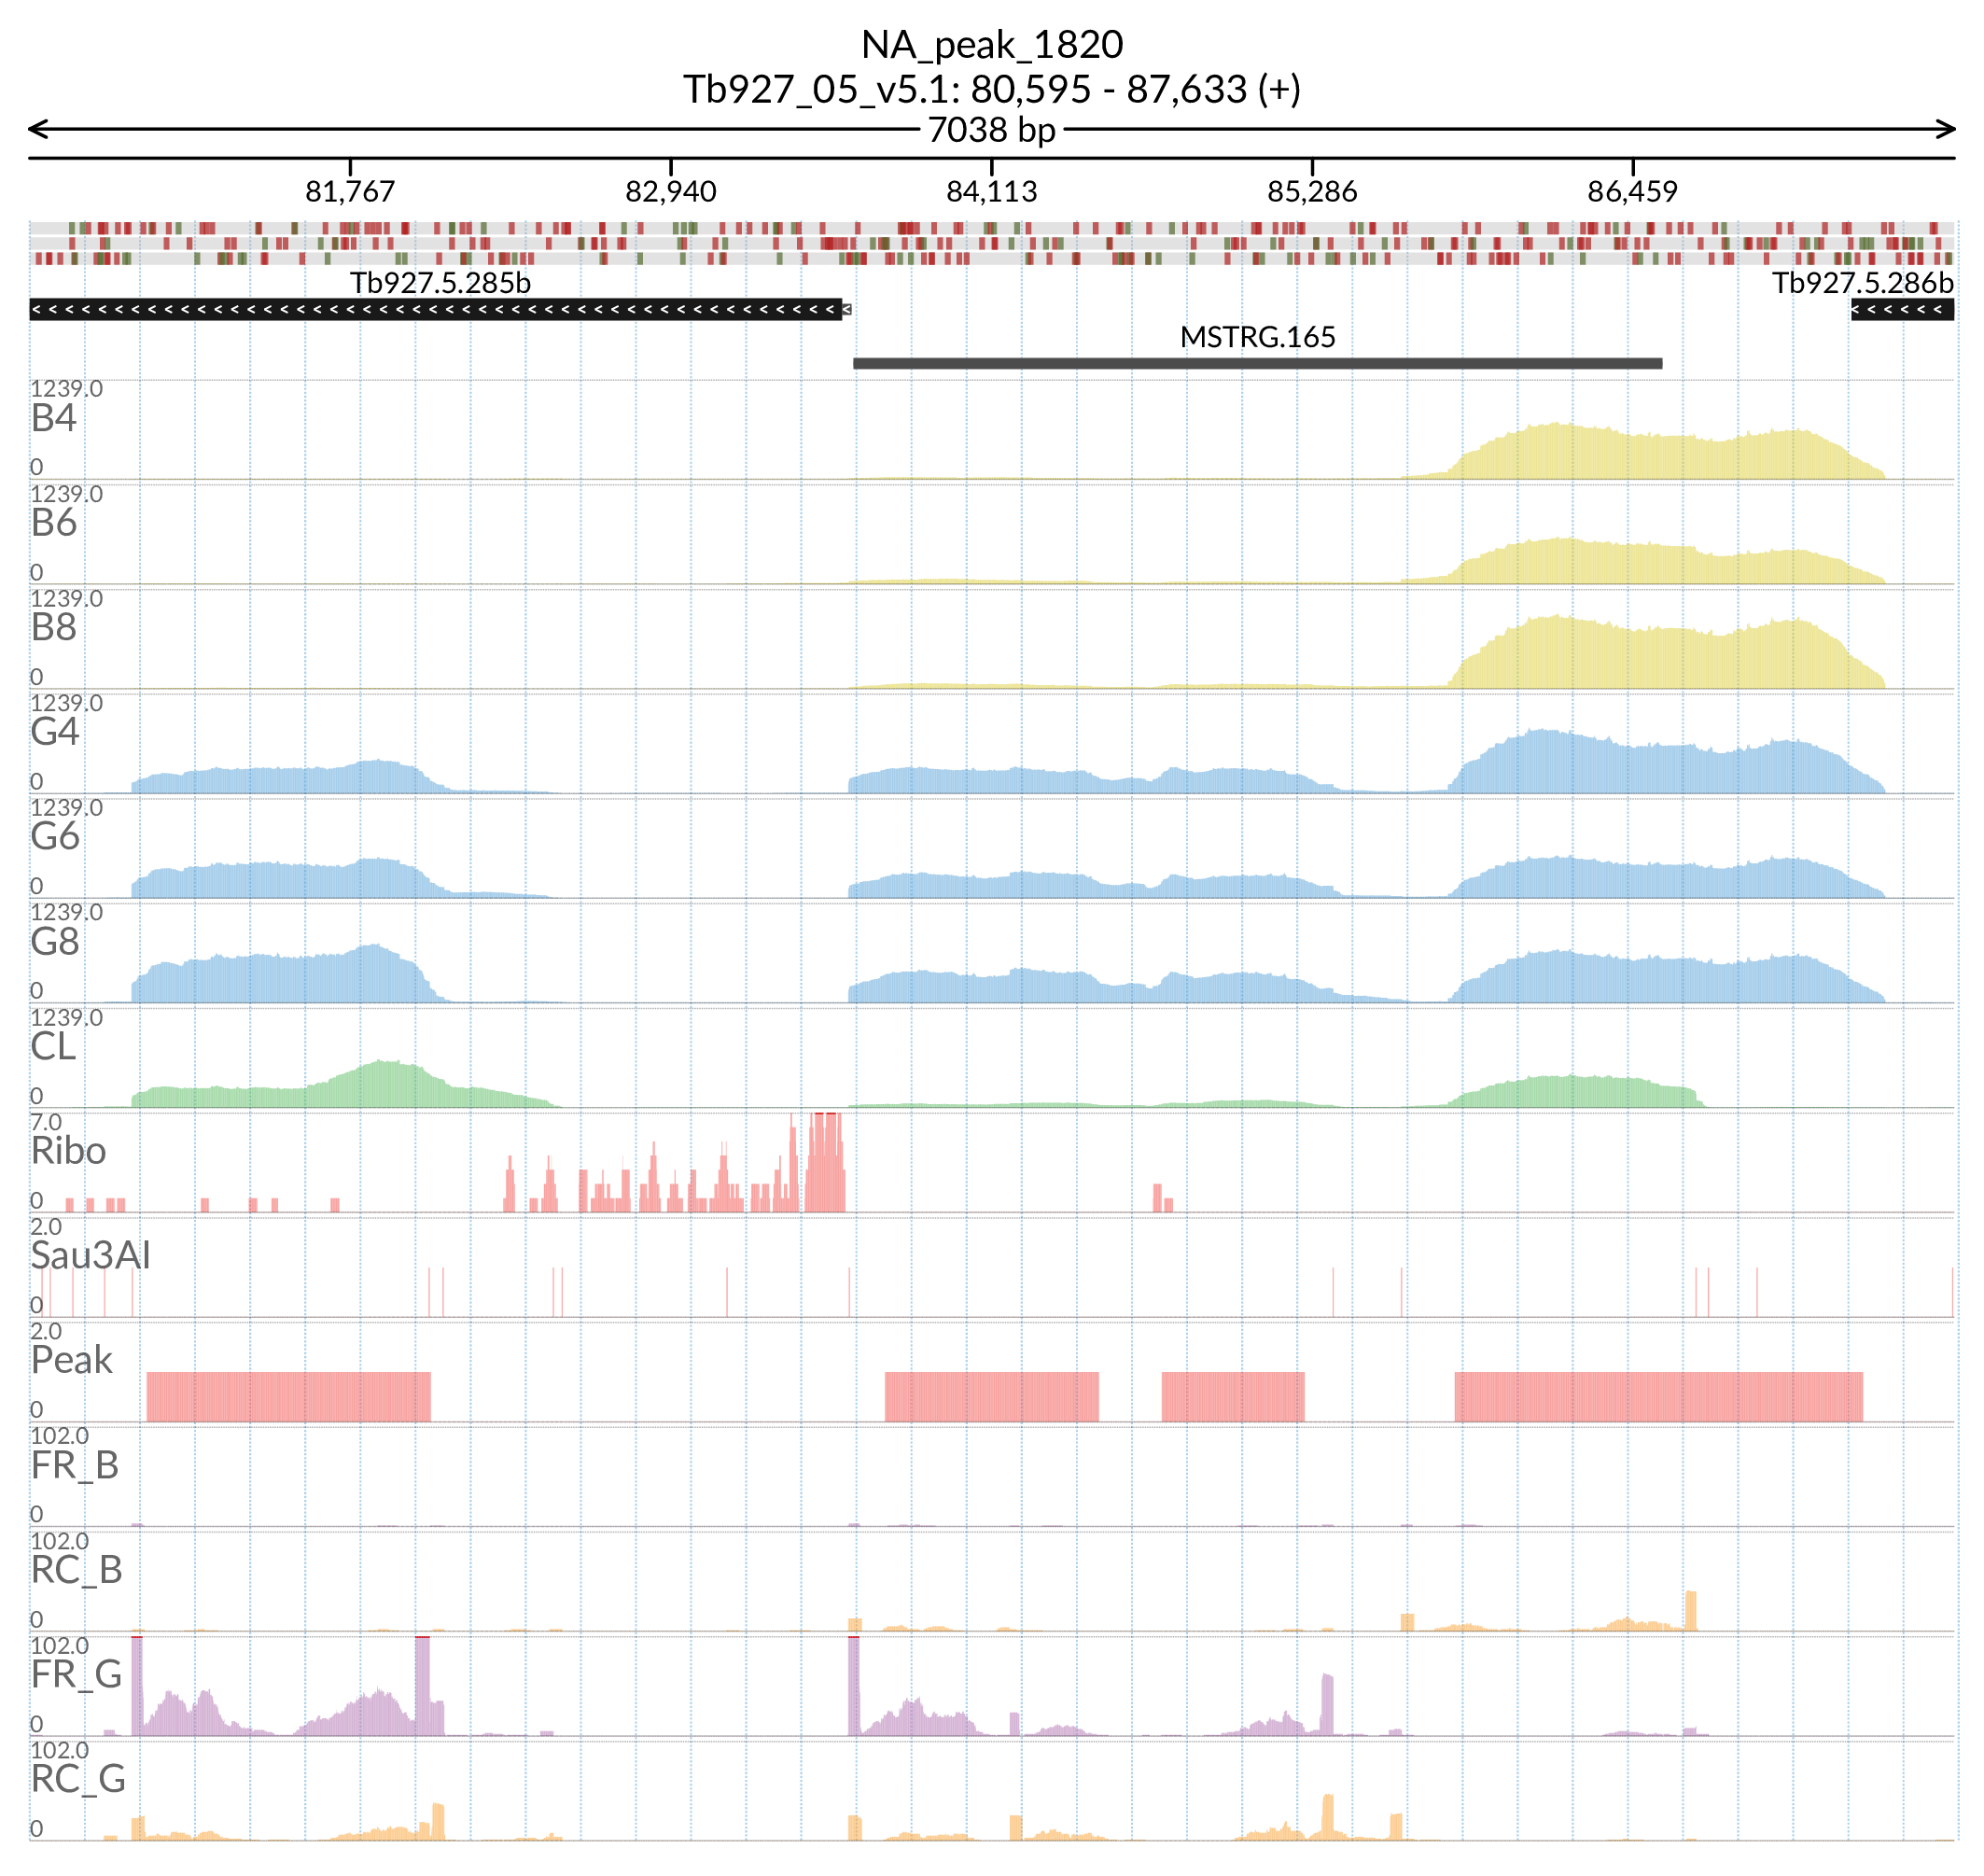 NA_peak_1820
Tb927_05_v5.1: 80,595 - 87,633 (+)
7038 bp
81,767 82,940 84,113 85,286 86,459
Tb927.5.285b Tb927.5.286b
MSTRG.165
1239.0
B4
0
1239.0
B6
0
1239.0
B8
0
1239.0
G4
0
1239.0
G6
0
1239.0
G8
0
1239.0
CL
0
7.0
Ribo
0
2.0
Sau3AI
0
2.0
Peak
0
102.0
FR_B
0
102.0
RC_B
0
102.0
FR_G
0
102.0
RC_G
0